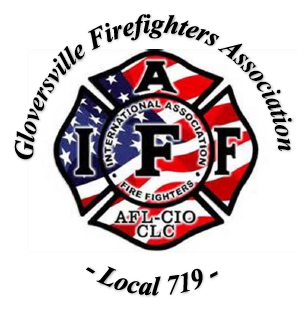 Gloversville Firefighters Association
A
I F F
INTERNATIONAL ASSOCIATION
• FIRE FIGHTERS •
AFL-CIO
CLC
- Local 719 -